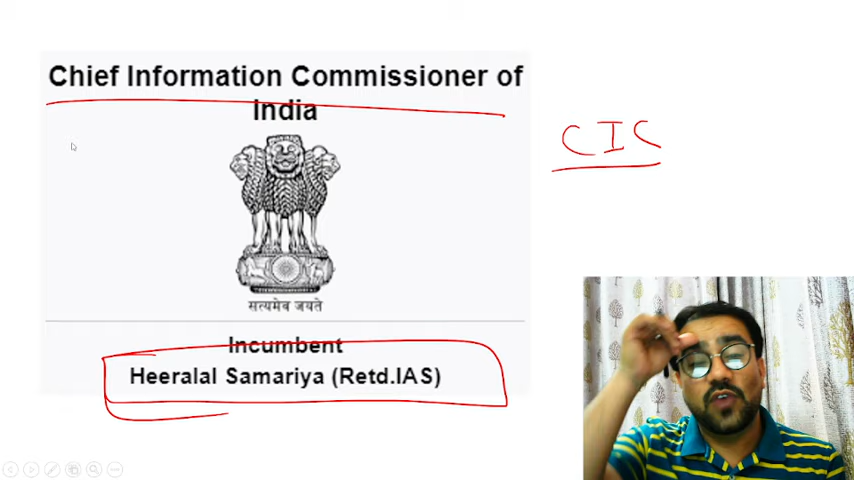 Chief Information Commissioner of
India
CIC
सत्यमेव जयते
Incumbent
Heeralal Samariya (Retd.IAS)